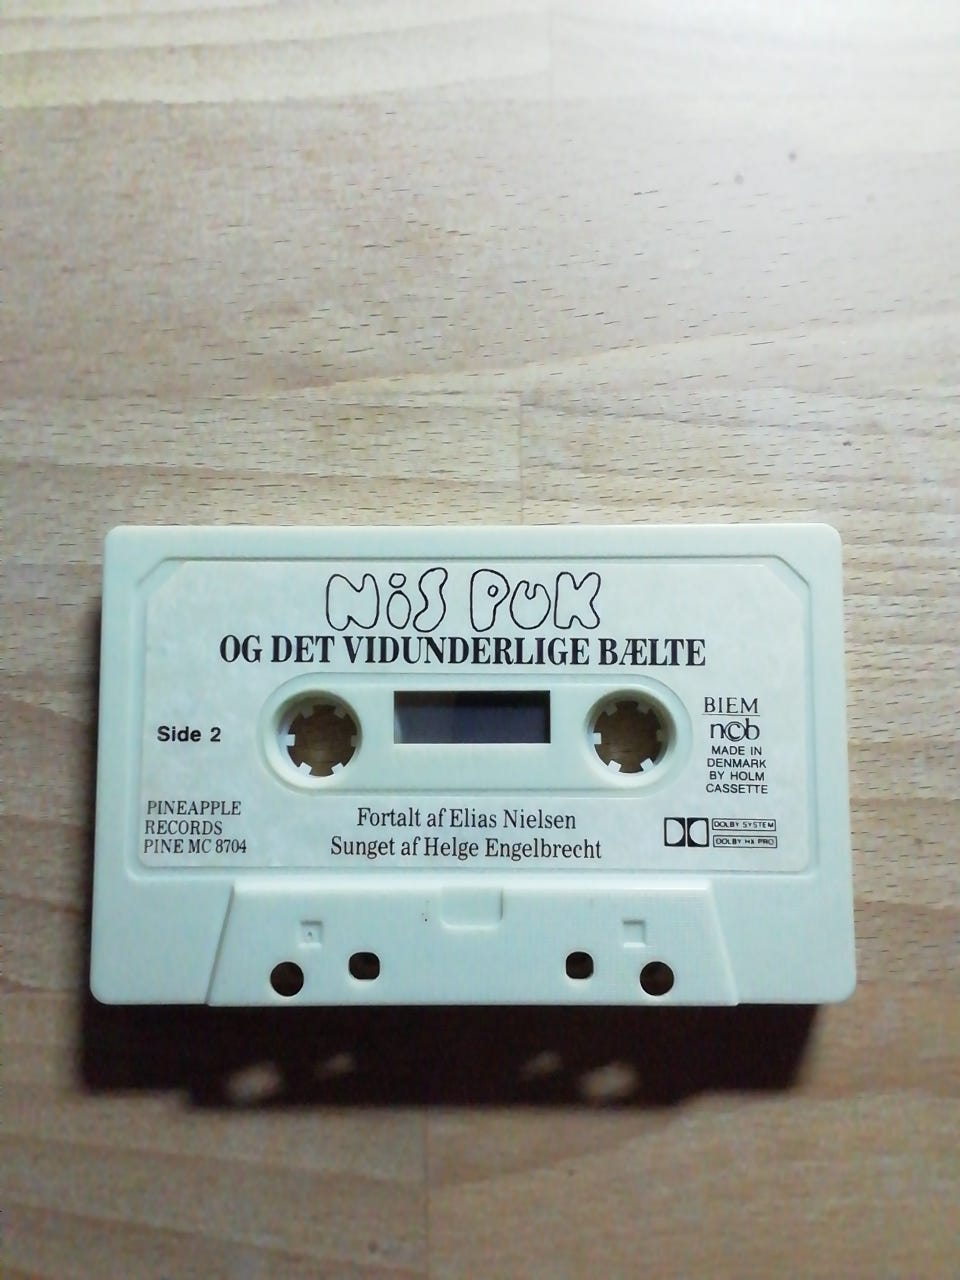 NiS PUK
OG DET VIDUNDERLIGE BÆLTE
Side 2
BIEM
n©b
MADE IN
DENMARK
BY HOLM
CASSETTE
PINEAPPLE
RECORDS
PINE MC 8704
Fortalt af Elias Nielsen
Sunget af Helge Engelbrecht
DOLBY SYSTEM
DOLBY HX PRO